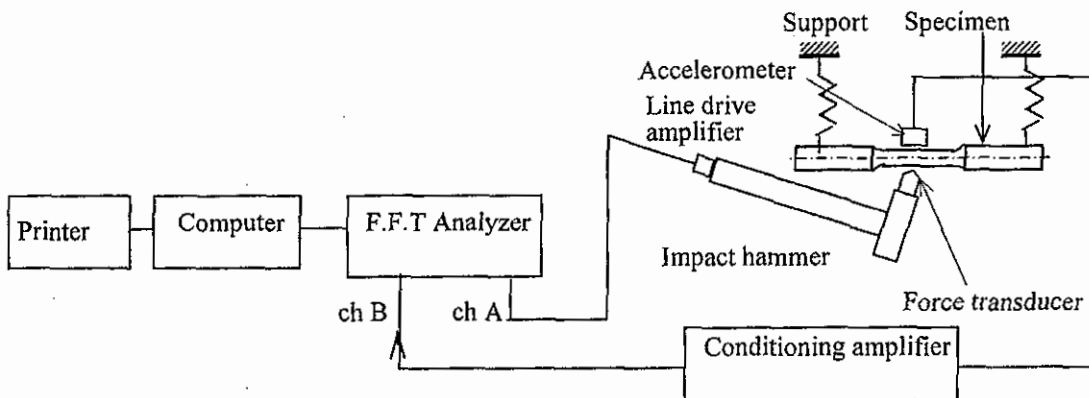 Support
Specimen
Accelerometer
Line drive
amplifier
Printer
Computer
F.F.T Analyzer
Impact hammer
ch B
ch A
Force transducer
Conditioning amplifier